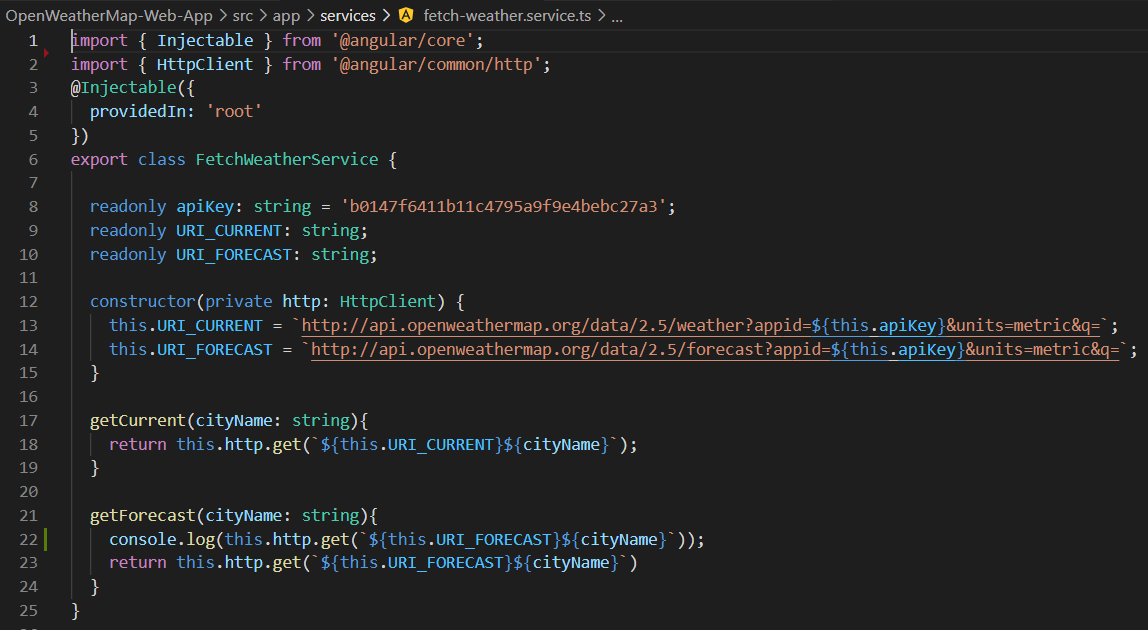 OpenWeatherMap-Web-App > src > app > services > fetch-weather.service.ts > ...
1 import { Injectable } from '@angular/core';
2 import { HttpClient } from '@angular/common/http';
3 @Injectable({
4   providedIn: 'root'
5 })
6 export class FetchWeatherService {
7
8   readonly apiKey: string = 'b0147f6411b11c4795a9f9e4bebc27a3';
9   readonly URI_CURRENT: string;
10   readonly URI_FORECAST: string;
11
12   constructor(private http: HttpClient) {
13     this.URI_CURRENT = `http://api.openweathermap.org/data/2.5/weather?appid=${this.apiKey}&units=metric&q=`;
14     this.URI_FORECAST = `http://api.openweathermap.org/data/2.5/forecast?appid=${this.apiKey}&units=metric&q=`;
15   }
16
17   getCurrent(cityName: string){
18     return this.http.get(`${this.URI_CURRENT}${cityName}`);
19   }
20
21   getForecast(cityName: string){
22     console.log(this.http.get(`${this.URI_FORECAST}${cityName}`));
23     return this.http.get(`${this.URI_FORECAST}${cityName}`)
24   }
25 }